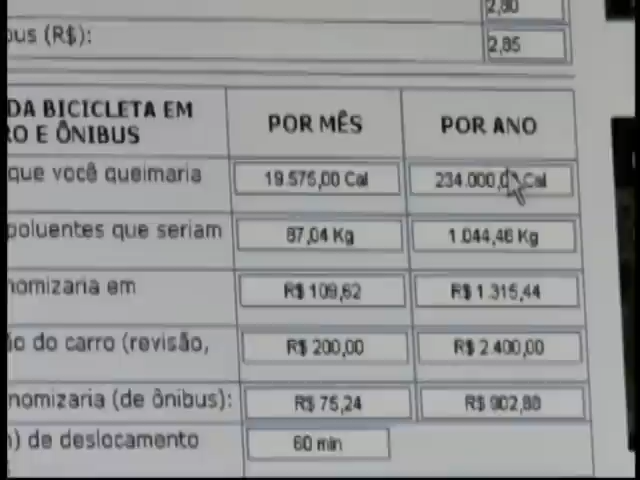 2,80
ous (R$):
2,85
DA BICICLETA EM
RO E ÔNIBUS
POR MÊS
POR ANO
que você queimaria
19.575,00 Cal
234.000, Cal
poluentes que seriam
87,04 Kg
1.044,46 Kg
nomizaria em
R$ 109,62
R$ 1.315,44
io do carro (revisão,
R$ 200,00
R$ 2.400,00
nomizaria (de ônibus):
R$ 75,24
R$ 902,88
) de deslocamento
60 min